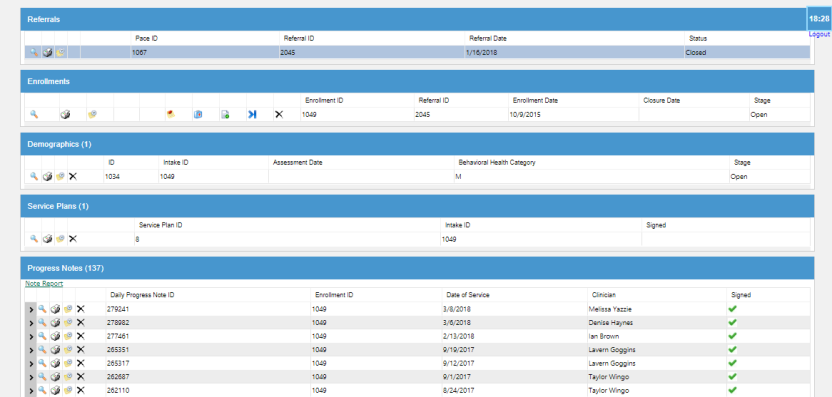 Referrals
18:28
Logout
Pace ID Referral ID Referral Date Status
1067 2045 1/16/2018 Closed
Enrollments
Enrollment ID Referral ID Enrollment Date Closure Date Stage
1049 2045 10/9/2015 Open
Demographics (1)
ID Intake ID Assessment Date Behavioral Health Category Stage
1034 1049 M Open
Service Plans (1)
Service Plan ID Intake ID Signed
8 1049
Progress Notes (137)
Note Report
Daily Progress Note ID Enrollment ID Date of Service Clinician Signed
279241 1049 3/8/2018 Melissa Yazzie
278982 1049 3/6/2018 Denise Haynes
277461 1049 2/13/2018 Ian Brown
265351 1049 9/19/2017 Lavern Goggins
265317 1049 9/12/2017 Lavern Goggins
262687 1049 9/1/2017 Taylor Wingo
262110 1049 8/24/2017 Taylor Wingo